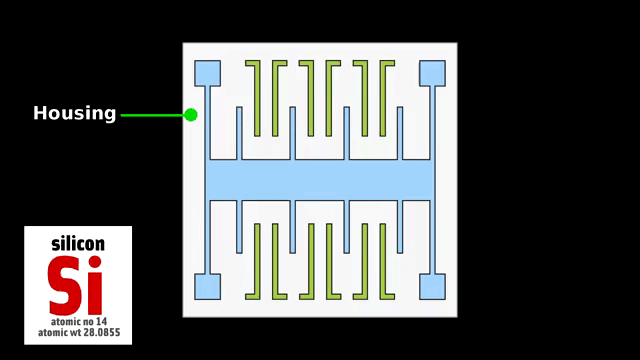 Housing
silicon
Si
atomic no 14
atomic wt 28.0855